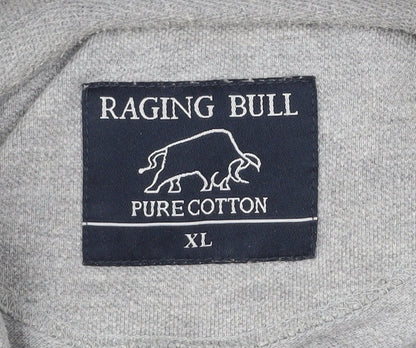 RAGING BULL
PURE COTTON
XL